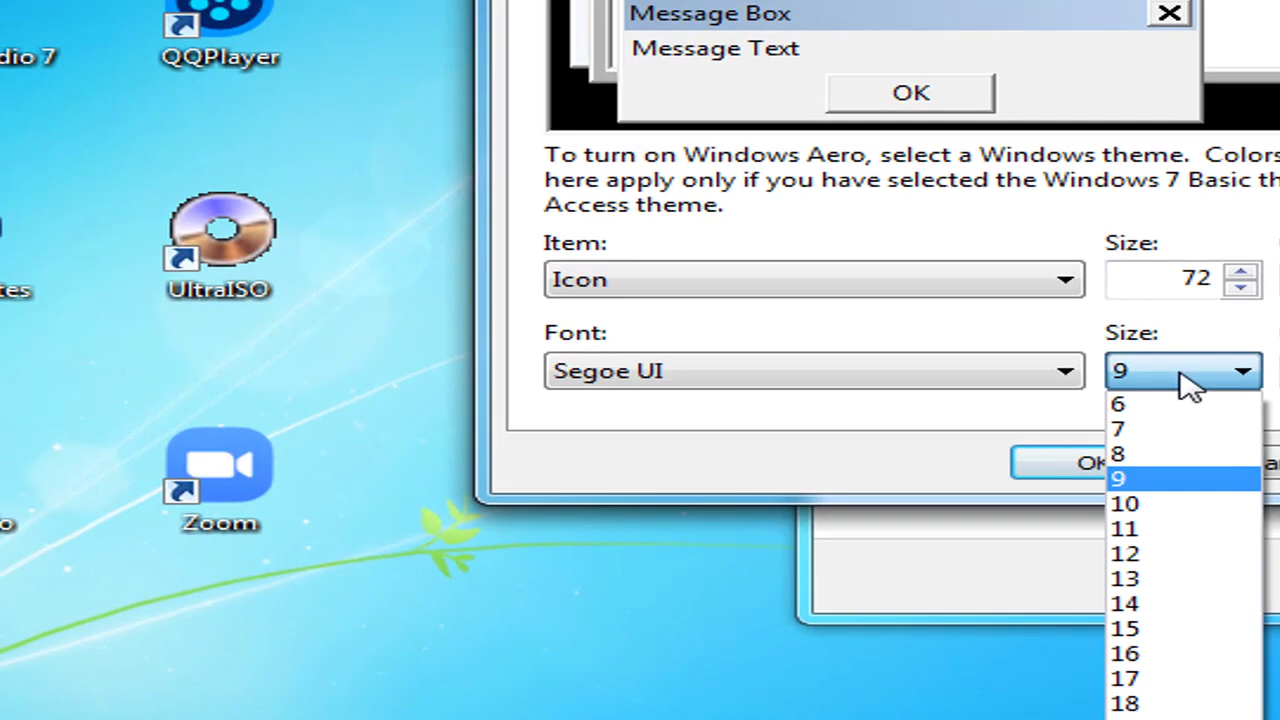 dio 7
QQPlayer
UltraISO
tes
Zoom
o
Message Box
Message Text
OK
To turn on Windows Aero, select a Windows theme.  Colors
here apply only if you have selected the Windows 7 Basic th
Access theme.
Item:
Size:
Icon
72
Font:
Size:
Segoe UI
9
6
7
8
9
10
11
12
13
14
15
16
17
18
OK